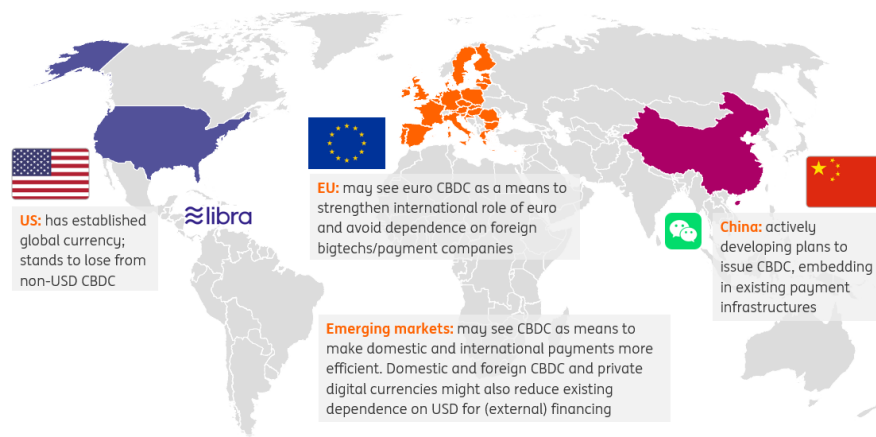 libra
US: has established
global currency;
stands to lose from
non-USD CBDC
EU: may see euro CBDC as a means to
strengthen international role of euro
and avoid dependence on foreign
bigtechs/payment companies
China: actively
developing plans to
issue CBDC, embedding
in existing payment
infrastructures
Emerging markets: may see CBDC as means to
make domestic and international payments more
efficient. Domestic and foreign CBDC and private
digital currencies might also reduce existing
dependence on USD for (external) financing